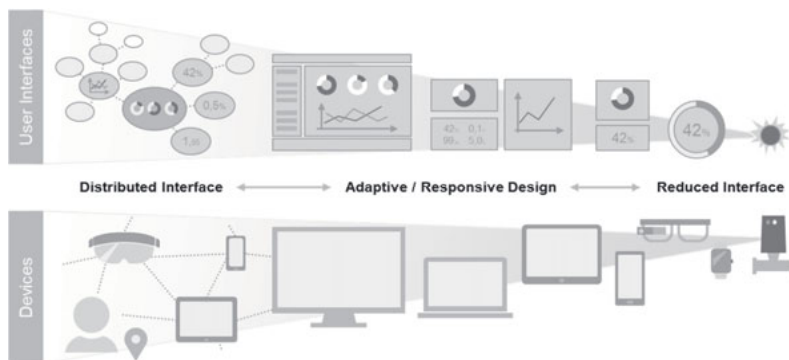 User Interfaces
42%
0,5%
1,55
42% 0,1%
99% 5,0%
42%
42%
Distributed Interface
Adaptive / Responsive Design
Reduced Interface
Devices